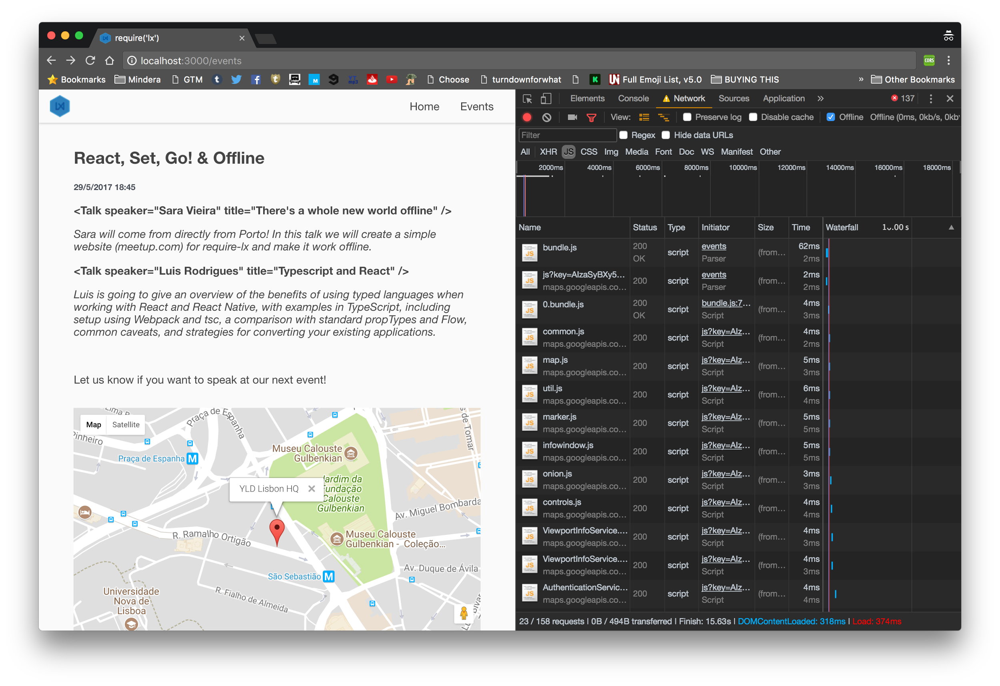 require('lx')
localhost:3000/events
CORS
Bookmarks Mindera GTM YT mp3 Choose turndownforwhat Full Emoji List, v5.0 BUYING THIS » Other Bookmarks
Home Events
React, Set, Go! & Offline
29/5/2017 18:45
<Talk speaker="Sara Vieira" title="There's a whole new world offline" />
Sara will come from directly from Porto! In this talk we will create a simple
website (meetup.com) for require-lx and make it work offline.
<Talk speaker="Luis Rodrigues" title="Typescript and React" />
Luis is going to give an overview of the benefits of using typed languages when
working with React and React Native, with examples in TypeScript, including
setup using Webpack and tsc, a comparison with standard propTypes and Flow,
common caveats, and strategies for converting your existing applications.
Let us know if you want to speak at our next event!
Map Satellite
Praça de Espanha
Pinheiro
s de Tomar
Museu Calouste
Gulbenkian
Praça de Espanha M
Jardim da
Fundação
Calouste
Gulbenkian
YLD Lisbon HQ
Av. Miguel Bombarda
R. Ramalho Ortigão
Museu Calouste
Gulbenkian - Coleção...
Av. Duque de Ávila
São Sebastião M
R. Fialho de Almeida
Universidade
Nova de
Lisboa
Elements Console Network Sources Application » 137
View: Preserve log Disable cache Offline Offline (0ms, 0kb/s, 0kb
Filter Regex Hide data URLs
All XHR JS CSS Img Media Font Doc WS Manifest Other
2000ms 4000ms 6000ms 8000ms 10000ms 12000ms 14000ms 16000ms 18000ms
Name Status Type Initiator Size Time Waterfall
bundle.js 200 OK script events Parser (from... 62ms 2ms
js?key=AIzaSyBXy5... maps.googleapis.co... 200 script events Parser (from... 2ms 2ms
0.bundle.js 200 OK script bundle.js:7... Script (from... 4ms 3ms
common.js maps.googleapis.co... 200 script js?key=AIz... Script (from... 4ms 2ms
map.js maps.googleapis.co... 200 script js?key=AIz... Script (from... 5ms 3ms
util.js maps.googleapis.co... 200 script js?key=AIz... Script (from... 6ms 4ms
marker.js maps.googleapis.co... 200 script js?key=AIz... Script (from... 5ms 5ms
infowindow.js maps.googleapis.co... 200 script js?key=AIz... Script (from... 5ms 5ms
onion.js maps.googleapis.co... 200 script js?key=AIz... Script (from... 3ms 3ms
controls.js maps.googleapis.co... 200 script js?key=AIz... Script (from... 4ms 4ms
ViewportInfoService.... maps.googleapis.co... 200 script js?key=AIz... Script (from... 4ms 3ms
ViewportInfoService.... maps.googleapis.co... 200 script js?key=AIz... Script (from... 4ms 3ms
AuthenticationServic... maps.googleapis.co... 200 script js?key=AIz... Script (from... 4ms 4ms
23 / 158 requests | 0B / 494B transferred | Finish: 15.63s | DOMContentLoaded: 318ms | Load: 374ms